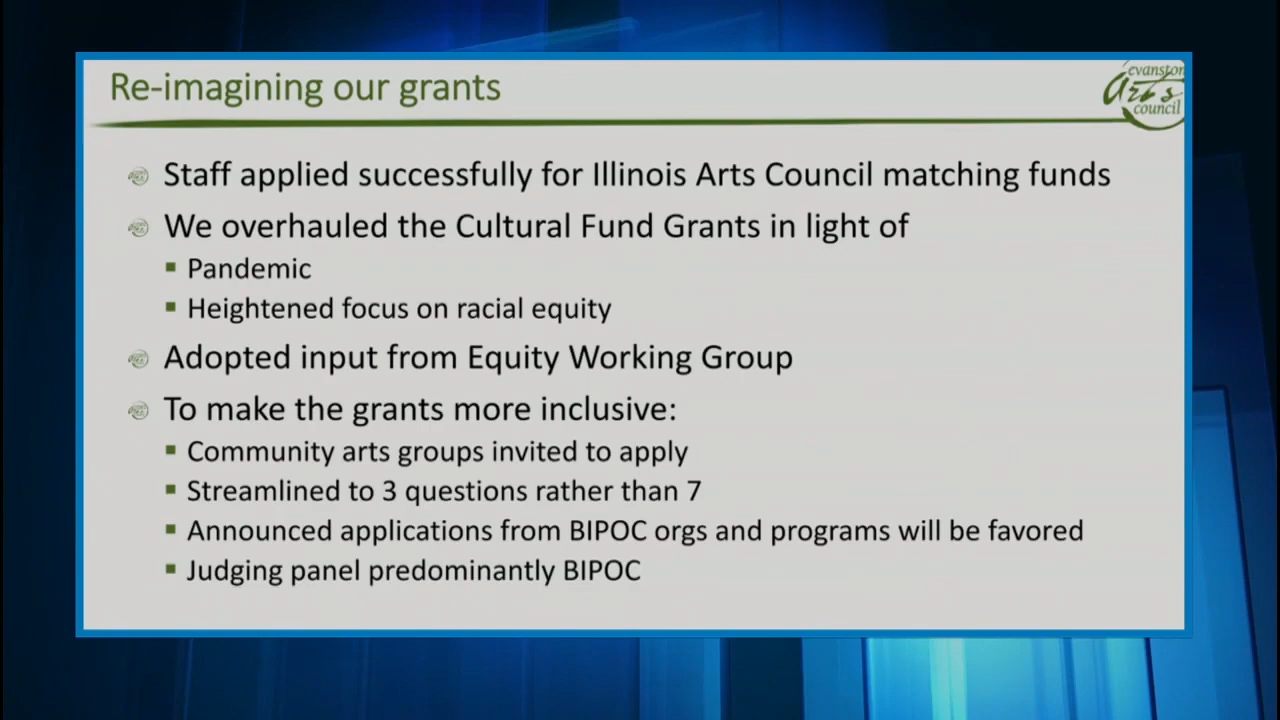 Re-imagining our grants
evanston
arts
council
Staff applied successfully for Illinois Arts Council matching funds
We overhauled the Cultural Fund Grants in light of
Pandemic
Heightened focus on racial equity
Adopted input from Equity Working Group
To make the grants more inclusive:
Community arts groups invited to apply
Streamlined to 3 questions rather than 7
Announced applications from BIPOC orgs and programs will be favored
Judging panel predominantly BIPOC